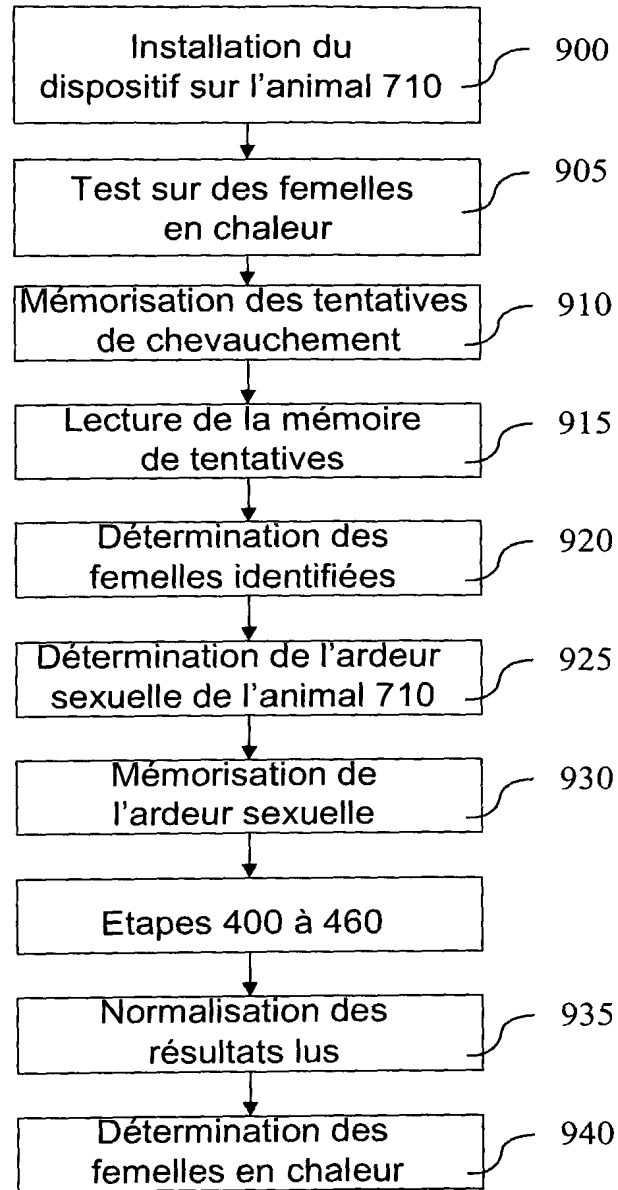 Installation du
dispositif sur l'animal 710
900
Test sur des femelles
en chaleur
905
Mémorisation des tentatives
de chevauchement
910
Lecture de la mémoire
de tentatives
915
Détermination des
femelles identifiées
920
Détermination de l'ardeur
sexuelle de l'animal 710
925
Mémorisation de
l'ardeur sexuelle
930
Etapes 400 à 460
Normalisation des
résultats lus
935
Détermination des
femelles en chaleur
940